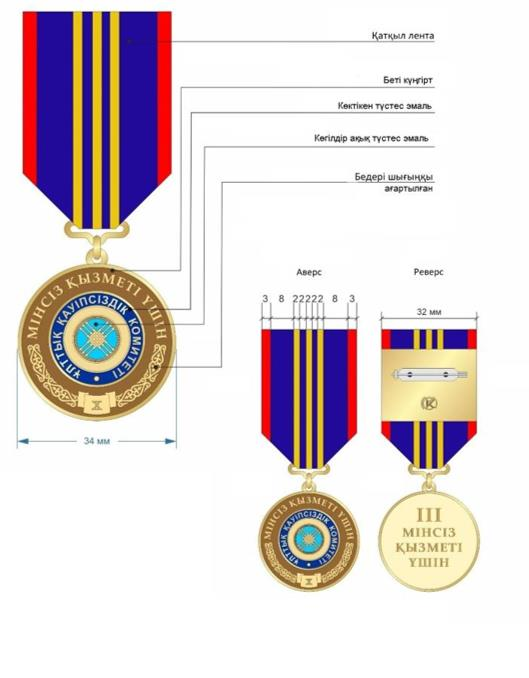 Қатқыл лента
Беті күңгірт
Көктікен түстес эмаль
Көгілдір ақық түстес эмаль
Бедері шығыңқы
ағартылған
МІНСІЗ ҚЫЗМЕТІ ҮШІН
ҰЛТТЫҚ ҚАУІПСІЗДІК КОМИТЕТІ
X
34 мм
Аверс
Реверс
3 8 2 2 2 2 2 8 3
32 мм
МІНСІЗ ҚЫЗМЕТІ ҮШІН
ҰЛТТЫҚ ҚАУІПСІЗДІК КОМИТЕТІ
III
МІНСІЗ
ҚЫЗМЕТІ
ҮШІН